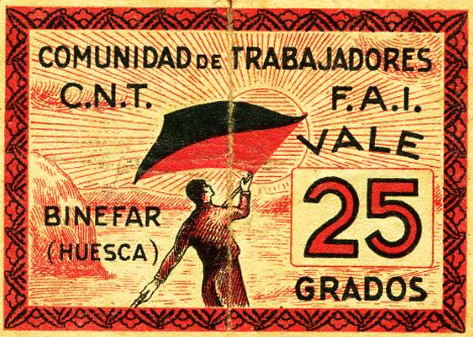 COMUNIDAD DE TRABAJADORES
C.N.T. F.A.I.
VALE
25
GRADOS
BINEFAR
(HUESCA)